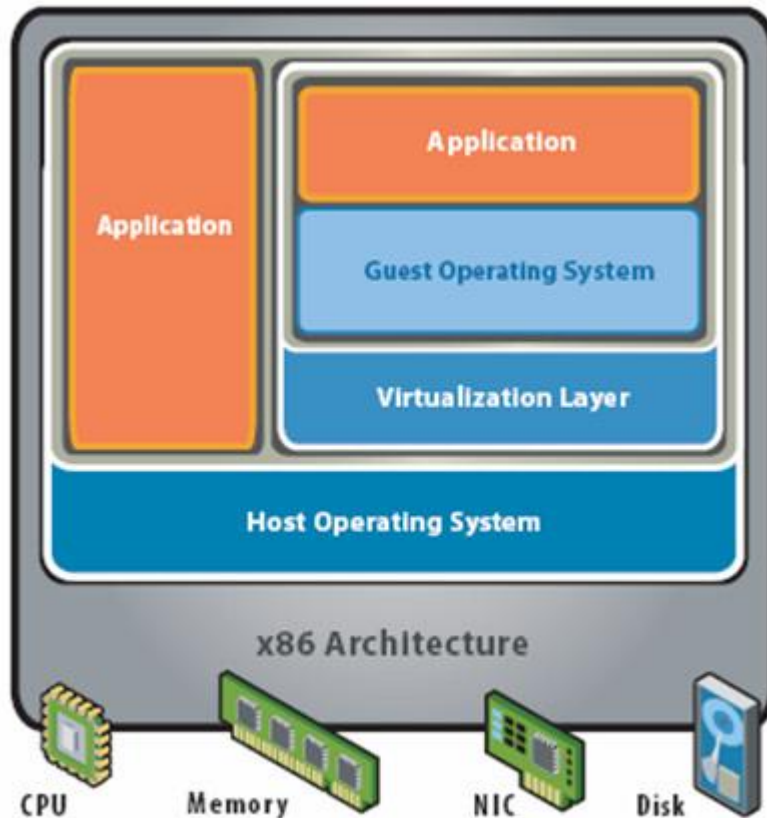 Application
Application
Guest Operating System
Virtualization Layer
Host Operating System
x86 Architecture
CPU
Memory
NIC
Disk